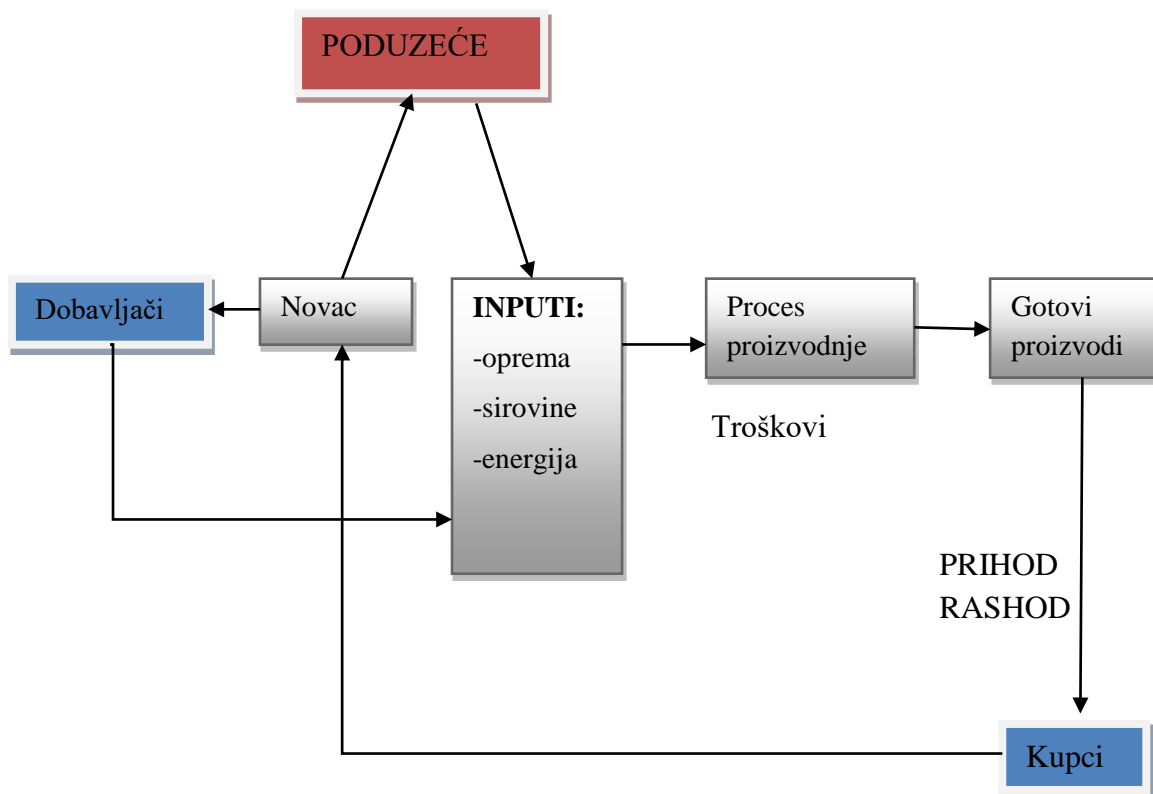 PODUZEĆE
Dobavljači
Novac
INPUTI:
-oprema
-sirovine
-energija
Proces
proizvodnje
Troškovi
Gotovi
proizvodi
PRIHOD
RASHOD
Kupci